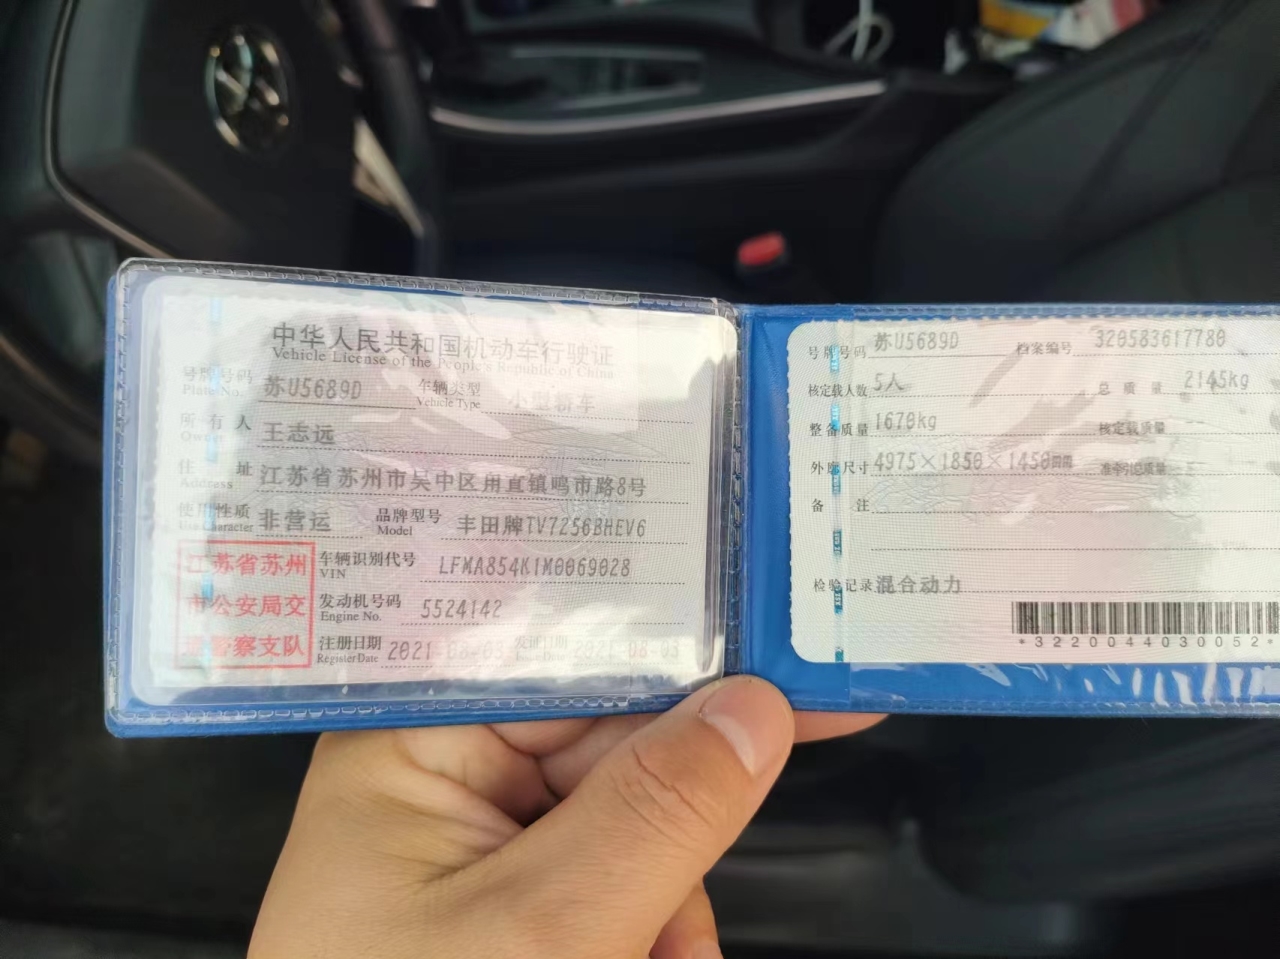 中华人民共和国机动车行驶证
Vehicle License of the People's Republic of China
号牌号码 苏U5689D 车辆类型 小型轿车
Plate No. Vehicle Type
所有人 王志远
Owner
住址 江苏省苏州市吴中区甪直镇鸣市路8号
Address
使用性质 非营运 品牌型号 丰田牌TV7256BHEV6
Use Character Model
江苏省苏州
市公安局交
通警察支队
车辆识别代号 LFMA854K1M0069028
VIN
发动机号码 5524142
Engine No.
注册日期 2021-08-03 发证日期 2021-08-03
Register Date Issue Date
号牌号码 苏U5689D 档案编号 320583617780
核定载人数 5人 总质量 2145kg
整备质量 1670kg 核定载质量 --
外廓尺寸 4975×1850×1450mm 准牵引总质量
备注
检验记录 混合动力
*3220044030052*